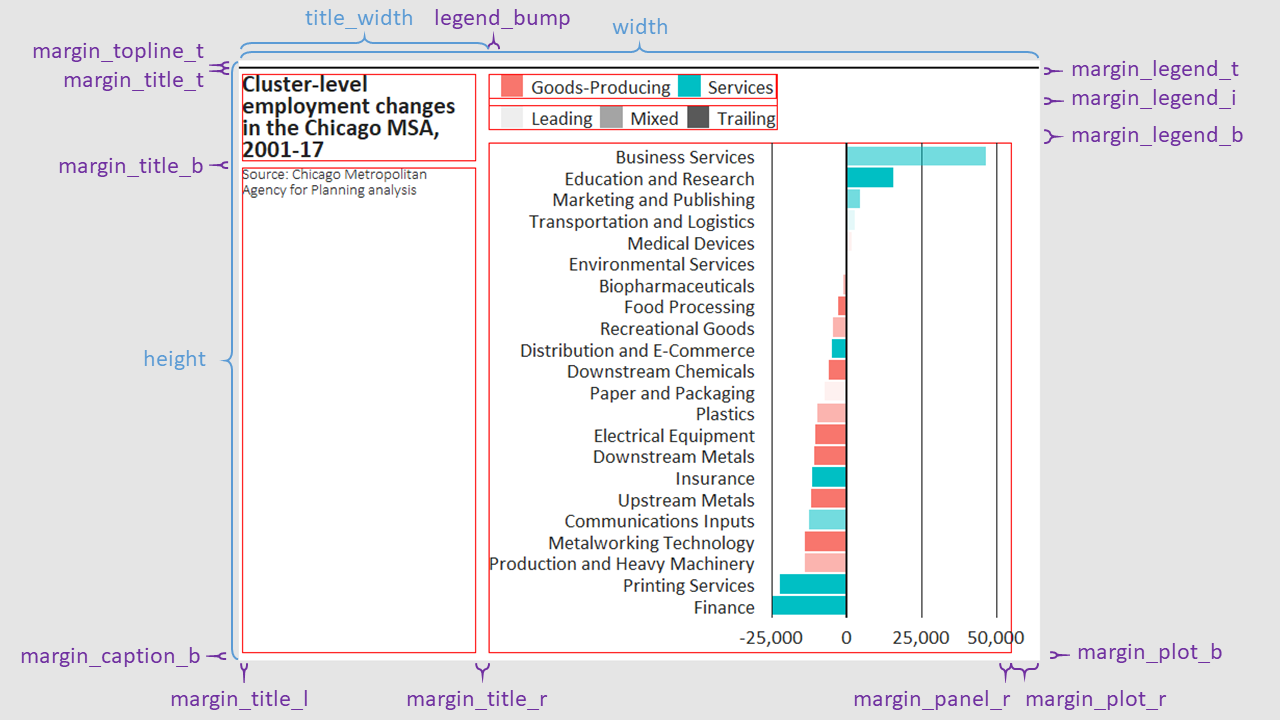 title_width
legend_bump
width
margin_topline_t
margin_title_t
margin_legend_t
margin_legend_i
margin_legend_b
Cluster-level
employment changes
in the Chicago MSA,
2001-17
Goods-Producing Services
Leading Mixed Trailing
margin_title_b
Source: Chicago Metropolitan
Agency for Planning analysis
height
Business Services
Education and Research
Marketing and Publishing
Transportation and Logistics
Medical Devices
Environmental Services
Biopharmaceuticals
Food Processing
Recreational Goods
Distribution and E-Commerce
Downstream Chemicals
Paper and Packaging
Plastics
Electrical Equipment
Downstream Metals
Insurance
Upstream Metals
Communications Inputs
Metalworking Technology
Production and Heavy Machinery
Printing Services
Finance
-25,000 0 25,000 50,000
margin_caption_b
margin_plot_b
margin_title_l
margin_title_r
margin_panel_r
margin_plot_r